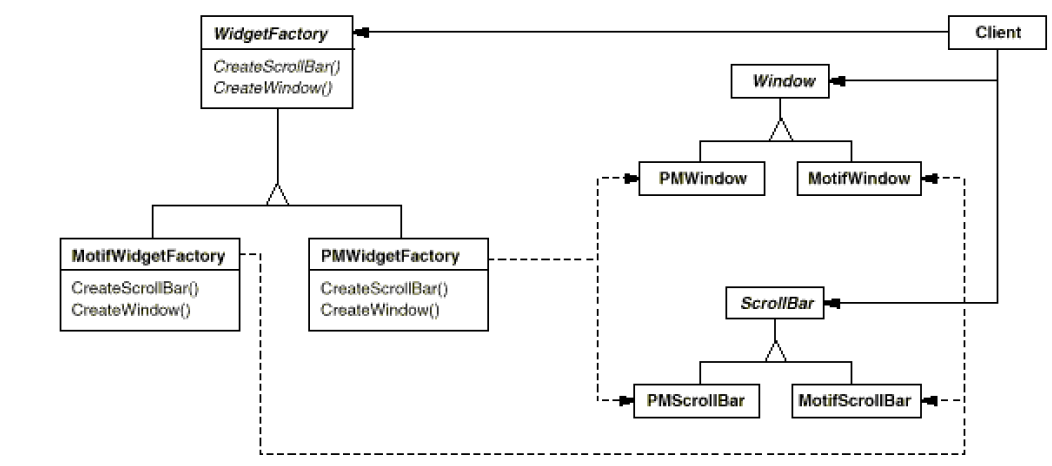 WidgetFactory
CreateScrollBar()
CreateWindow()
Client
Window
PMWindow
MotifWindow
MotifWidgetFactory
CreateScrollBar()
CreateWindow()
PMWidgetFactory
CreateScrollBar()
CreateWindow()
ScrollBar
PMScrollBar
MotifScrollBar